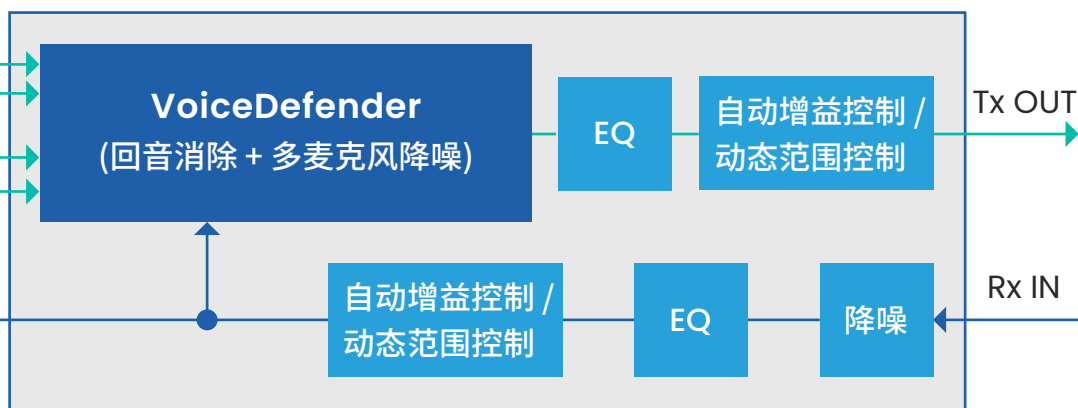 VoiceDefender
(回音消除 + 多麦克风降噪)
EQ
自动增益控制 /
动态范围控制
Tx OUT
自动增益控制 /
动态范围控制
EQ
降噪
Rx IN